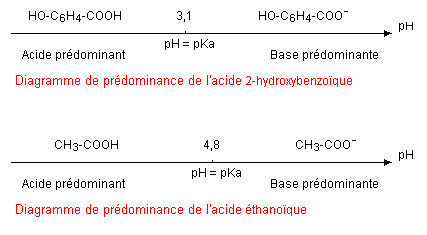 HO-C₆H₄-COOH 3,1 HO-C₆H₄-COO⁻ pH
pH = pKa
Acide prédominant Base prédominante
Diagramme de prédominance de l'acide 2-hydroxybenzoïque
CH₃-COOH 4,8 CH₃-COO⁻ pH
pH = pKa
Acide prédominant Base prédominante
Diagramme de prédominance de l'acide éthanoïque